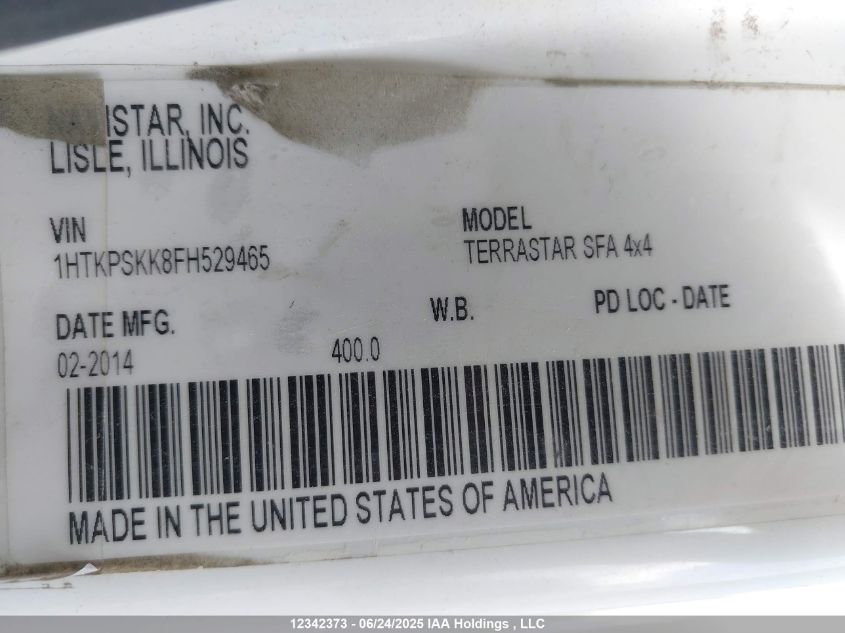 ISTAR, INC.
LISLE, ILLINOIS
VIN
1HTKPSKK8FH529465
MODEL
TERRASTAR SFA 4x4
DATE MFG.
02-2014
400.0
W.B.
PD LOC - DATE
MADE IN THE UNITED STATES OF AMERICA
12342373 - 06/24/2025 IAA Holdings , LLC